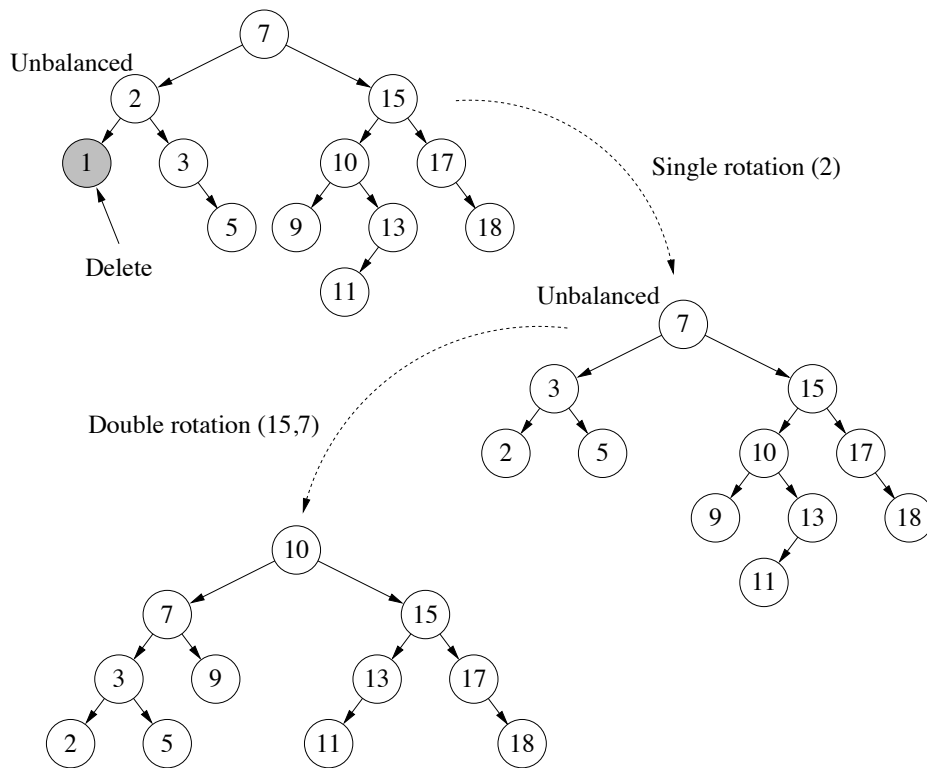 7
Unbalanced
2 15
1 3 10 17
Single rotation (2)
5 9 13 18
Delete
11
Unbalanced
7
3 15
Double rotation (15,7)
2 5 10 17
9 13 18
10
11
7 15
3 9 13 17
2 5 11 18